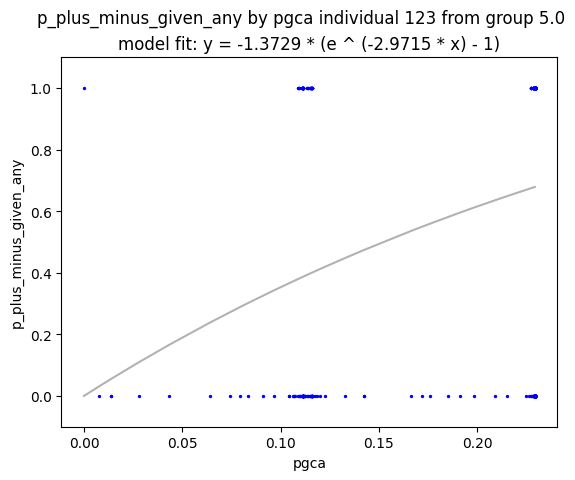 p_plus_minus_given_any by pgca individual 123 from group 5.0
model fit: y = -1.3729 * (e ^ (-2.9715 * x) - 1)
1.0
0.8
0.6
0.4
0.2
0.0
p_plus_minus_given_any
0.00 0.05 0.10 0.15 0.20
pgca